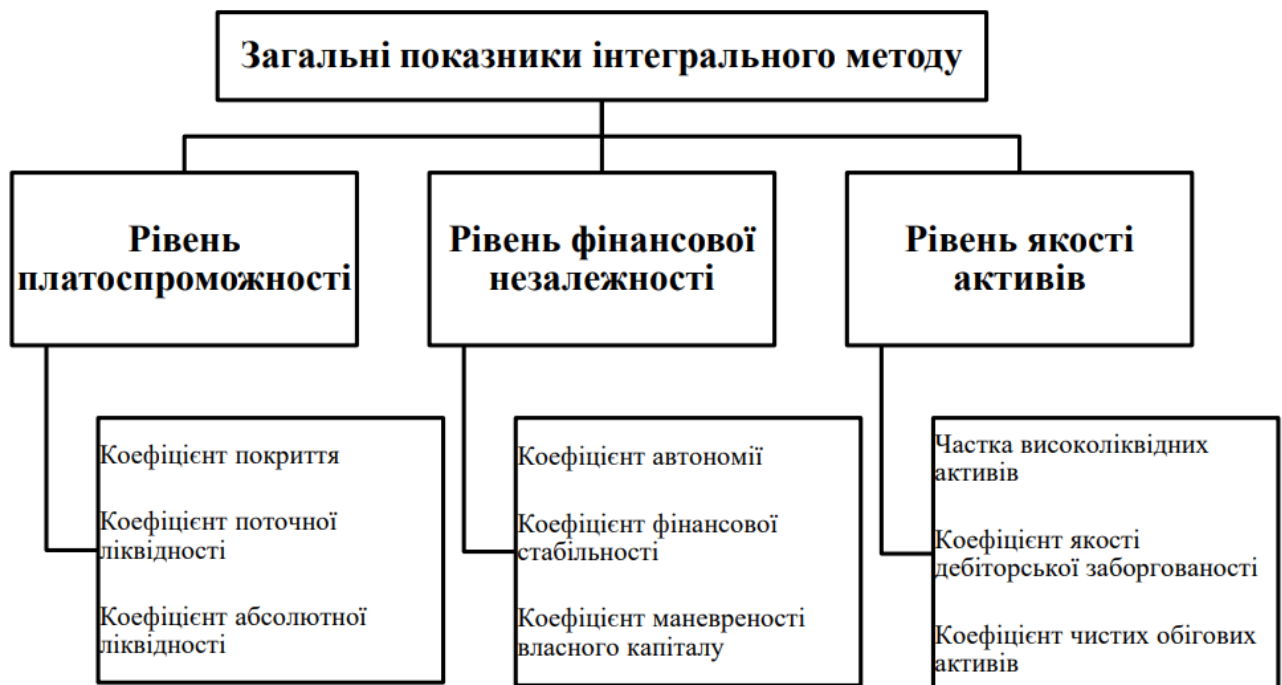 Загальні показники інтегрального методу
Рівень
платоспроможності
Рівень фінансової
незалежності
Рівень якості
активів
Коефіцієнт покриття
Коефіцієнт поточної
ліквідності
Коефіцієнт абсолютної
ліквідності
Коефіцієнт автономії
Коефіцієнт фінансової
стабільності
Коефіцієнт маневреності
власного капіталу
Частка високоліквідних
активів
Коефіцієнт якості
дебіторської заборгованості
Коефіцієнт чистих обігових
активів